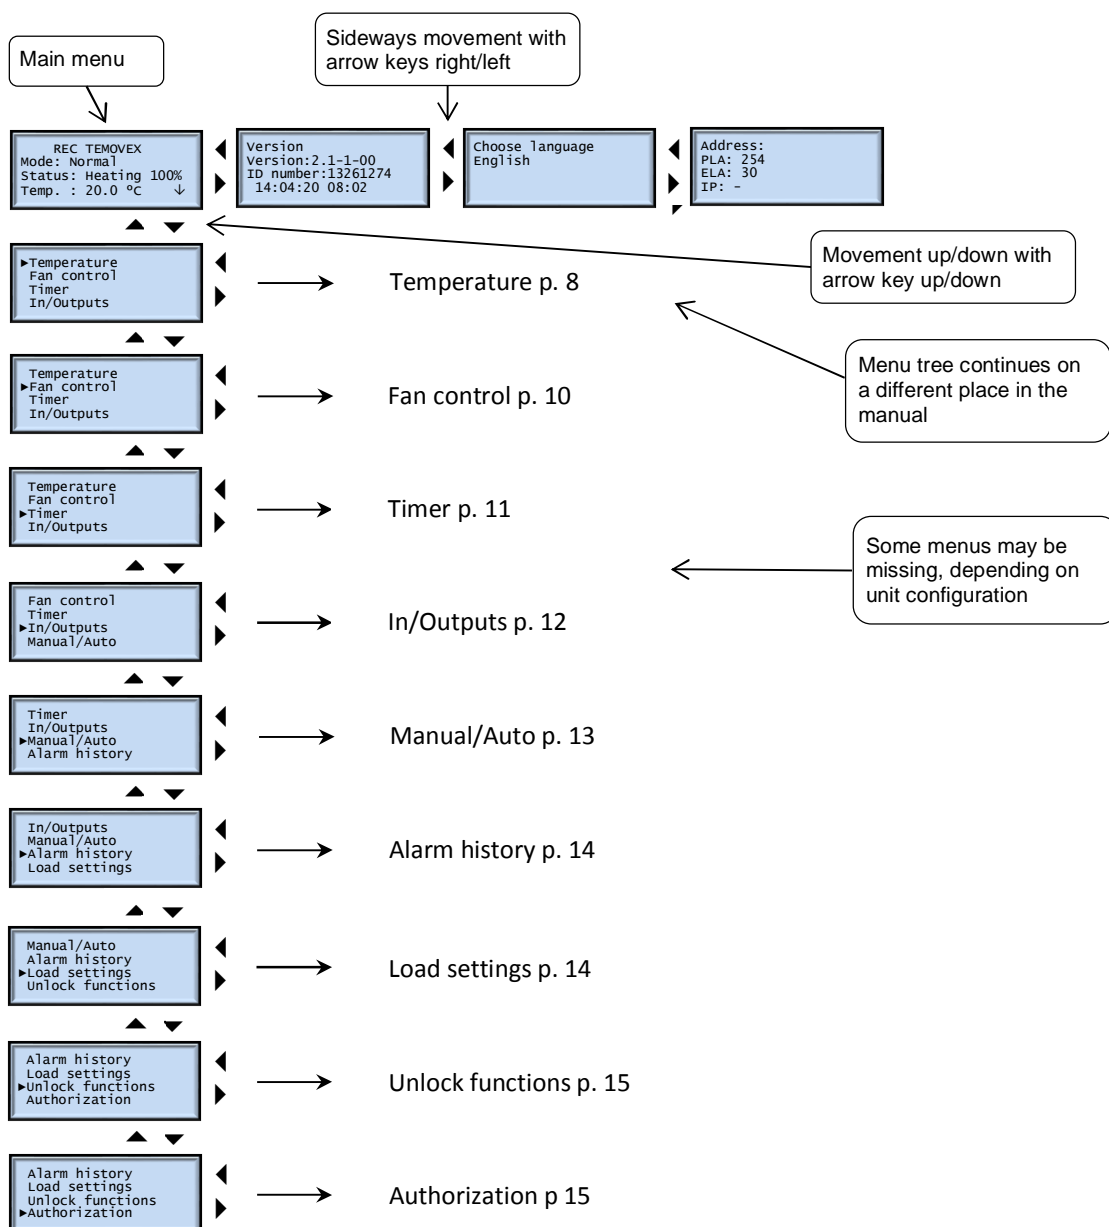 Main menu
Sideways movement with
arrow keys right/left
REC TEMOVEX
Mode: Normal
Status: Heating 100%
Temp. : 20.0 ºC ↓
Version
Version:2.1-1-00
ID number:13261274
14:04:20 08:02
Choose language
English
Address:
PLA: 254
ELA: 30
IP: -
Movement up/down with
arrow key up/down
►Temperature
Fan control
Timer
In/Outputs
Temperature p. 8
Menu tree continues on
a different place in the
manual
Temperature
►Fan control
Timer
In/Outputs
Fan control p. 10
Temperature
Fan control
►Timer
In/Outputs
Timer p. 11
Some menus may be
missing, depending on
unit configuration
Fan control
Timer
►In/Outputs
Manual/Auto
In/Outputs p. 12
Timer
In/Outputs
►Manual/Auto
Alarm history
Manual/Auto p. 13
In/Outputs
Manual/Auto
►Alarm history
Load settings
Alarm history p. 14
Manual/Auto
Alarm history
►Load settings
Unlock functions
Load settings p. 14
Alarm history
Load settings
►Unlock functions
Authorization
Unlock functions p. 15
Alarm history
Load settings
Unlock functions
►Authorization
Authorization p 15